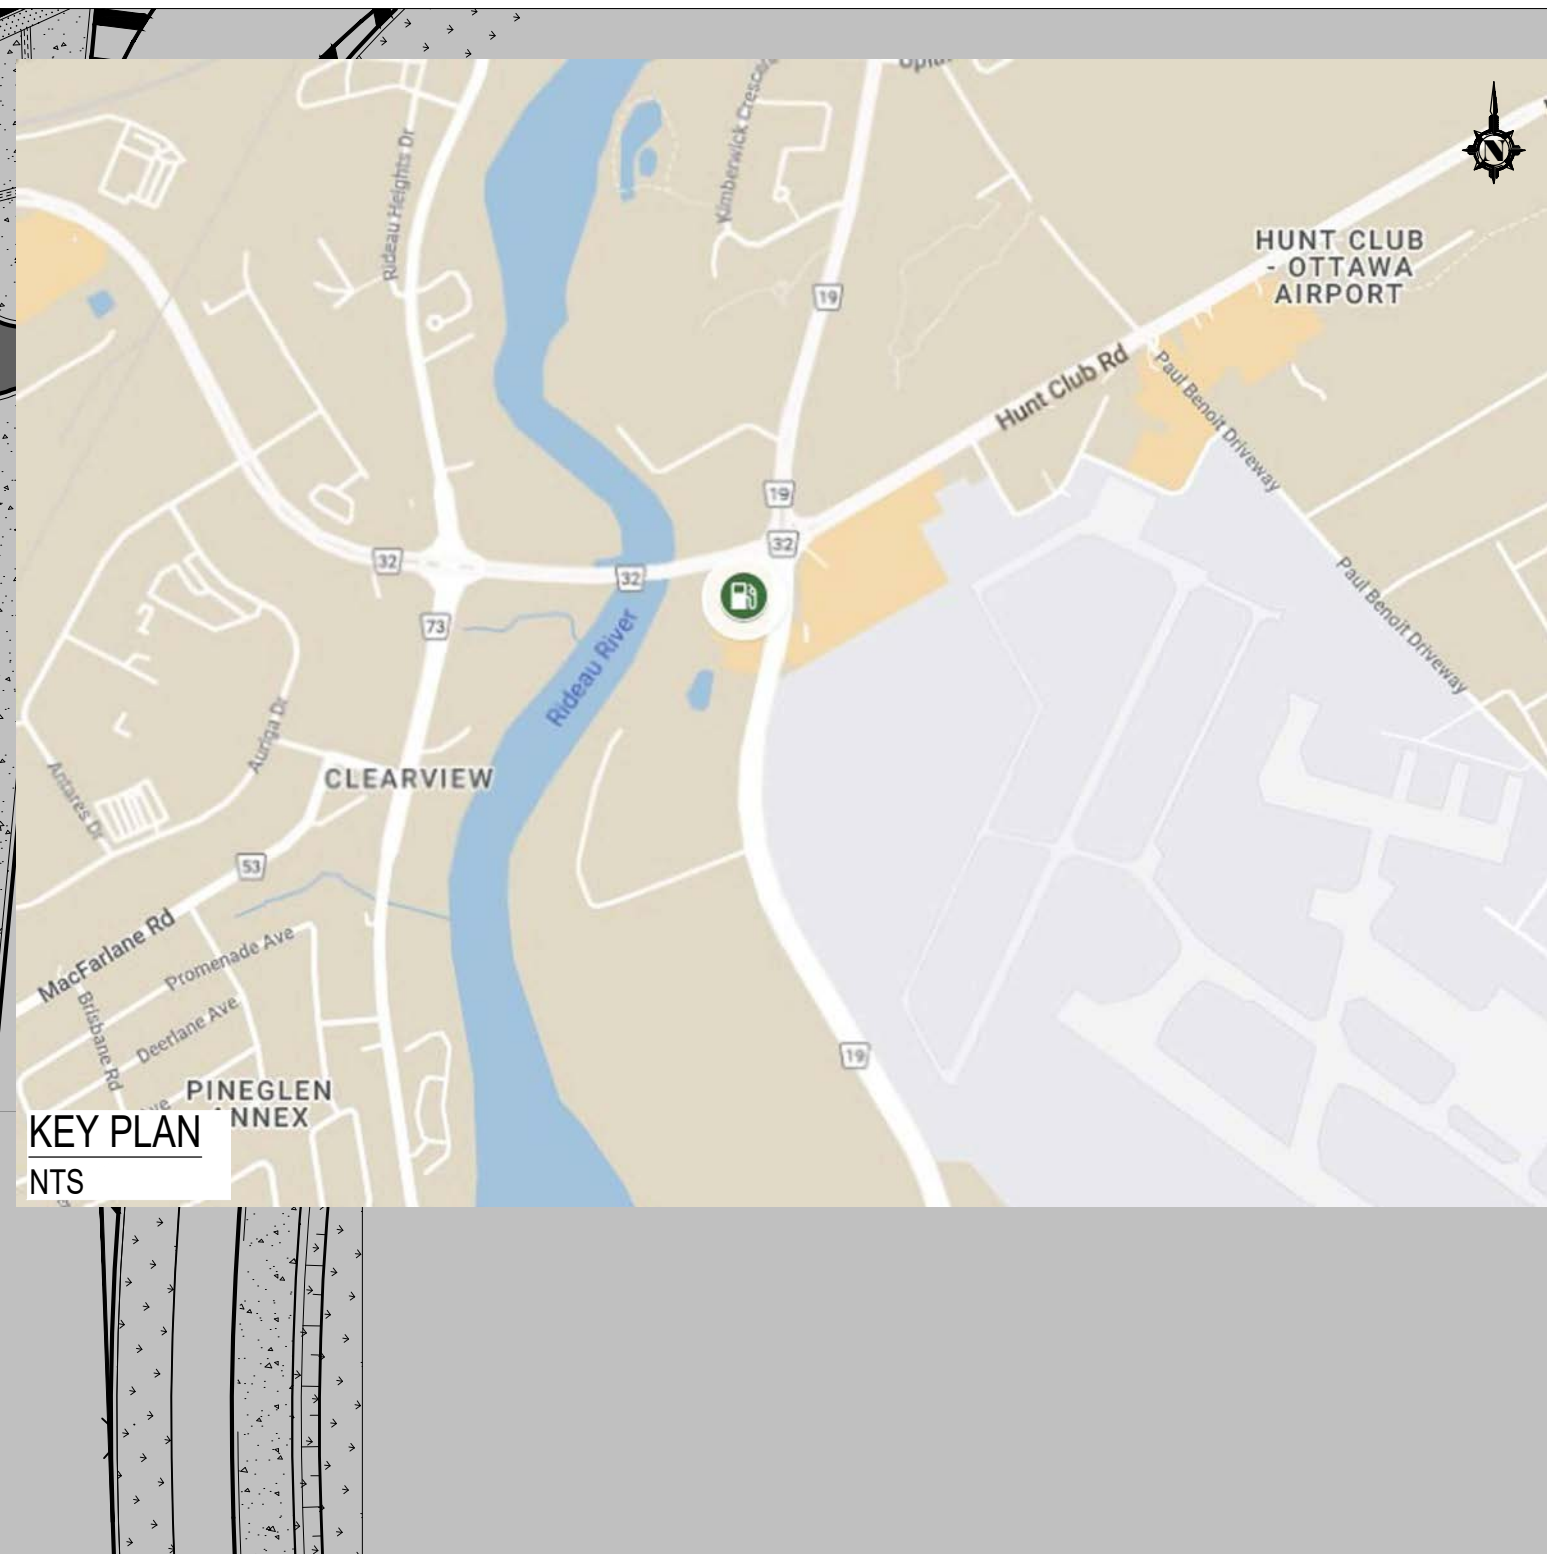 Kimberwick Cresce
Rideau Heights Dr
N
HUNT CLUB
- OTTAWA
AIRPORT
19
Hunt Club Rd
Paul Benoit Driveway
19
32
32
32
73
Paul Benoit Driveway
Rideau River
Auriga Dr
CLEARVIEW
Antares Dr
53
MacFarlane Rd
Promenade Ave
Brisbane Rd
Deerlane Ave
19
PINEGLEN
NNEX
KEY PLAN
NTS